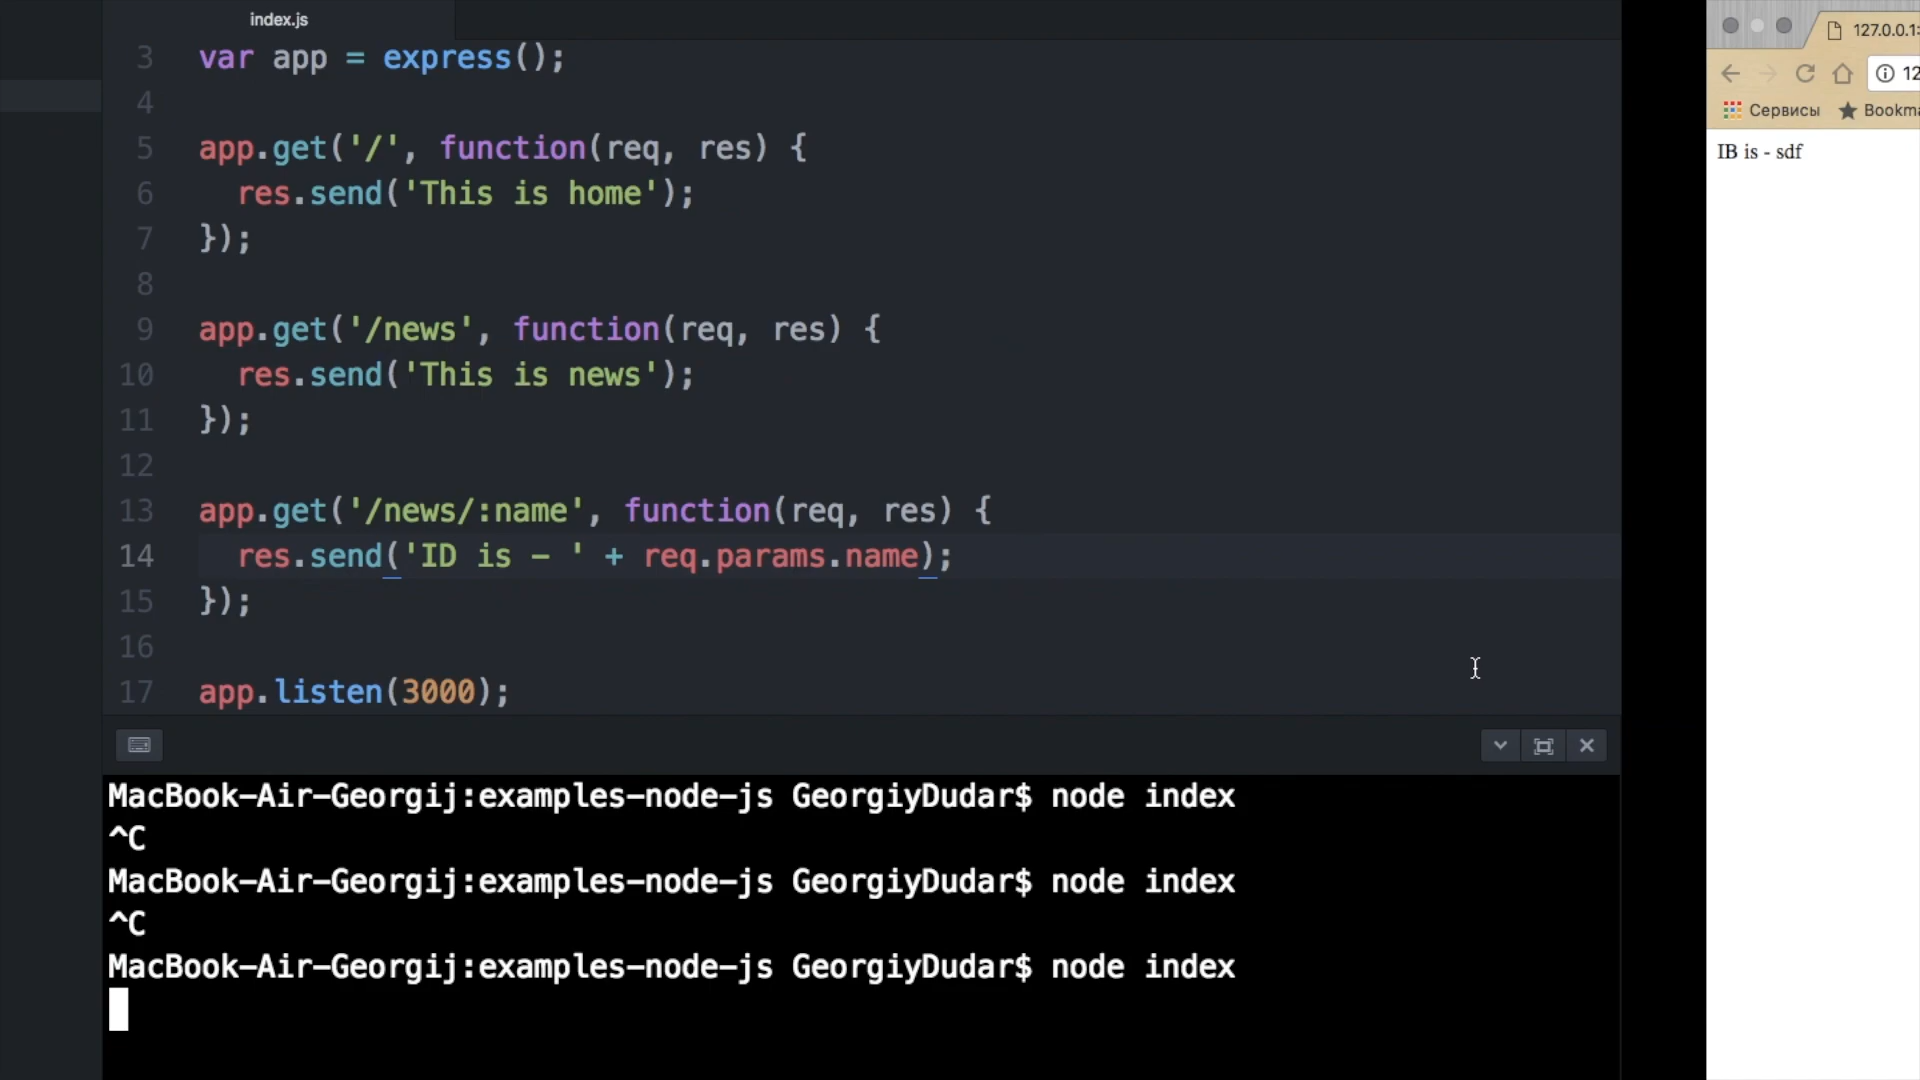 index.js
3 var app = express();
4
5 app.get('/', function(req, res) {
6 res.send('This is home');
7 });
8
9 app.get('/news', function(req, res) {
10 res.send('This is news');
11 });
12
13 app.get('/news/:name', function(req, res) {
14 res.send('ID is - ' + req.params.name);
15 });
16
17 app.listen(3000);
MacBook-Air-Georgij:examples-node-js GeorgiyDudar$ node index
^C
MacBook-Air-Georgij:examples-node-js GeorgiyDudar$ node index
^C
MacBook-Air-Georgij:examples-node-js GeorgiyDudar$ node index
127.0.0.1:
12
Сервисы Bookma
IB is - sdf